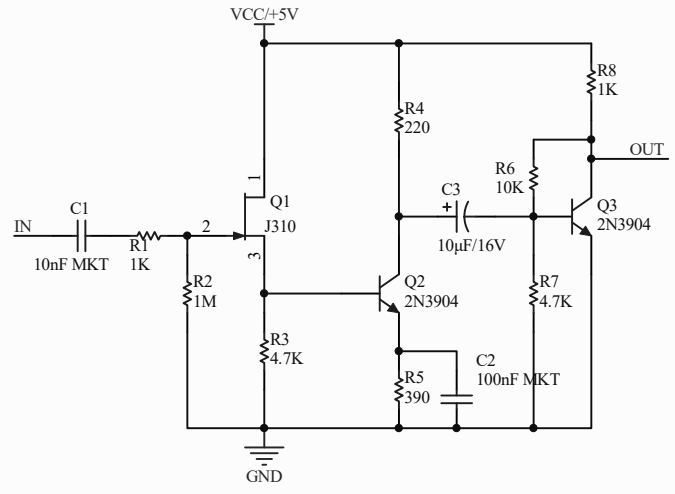 VCC/+5V
R8
1K
R4
220
OUT
R6
10K
1
Q1
J310
C3
+
10µF/16V
Q3
2N3904
IN
C1
10nF MKT
R1
1K
2
3
R2
1M
Q2
2N3904
R7
4.7K
R3
4.7K
R5
390
C2
100nF MKT
GND